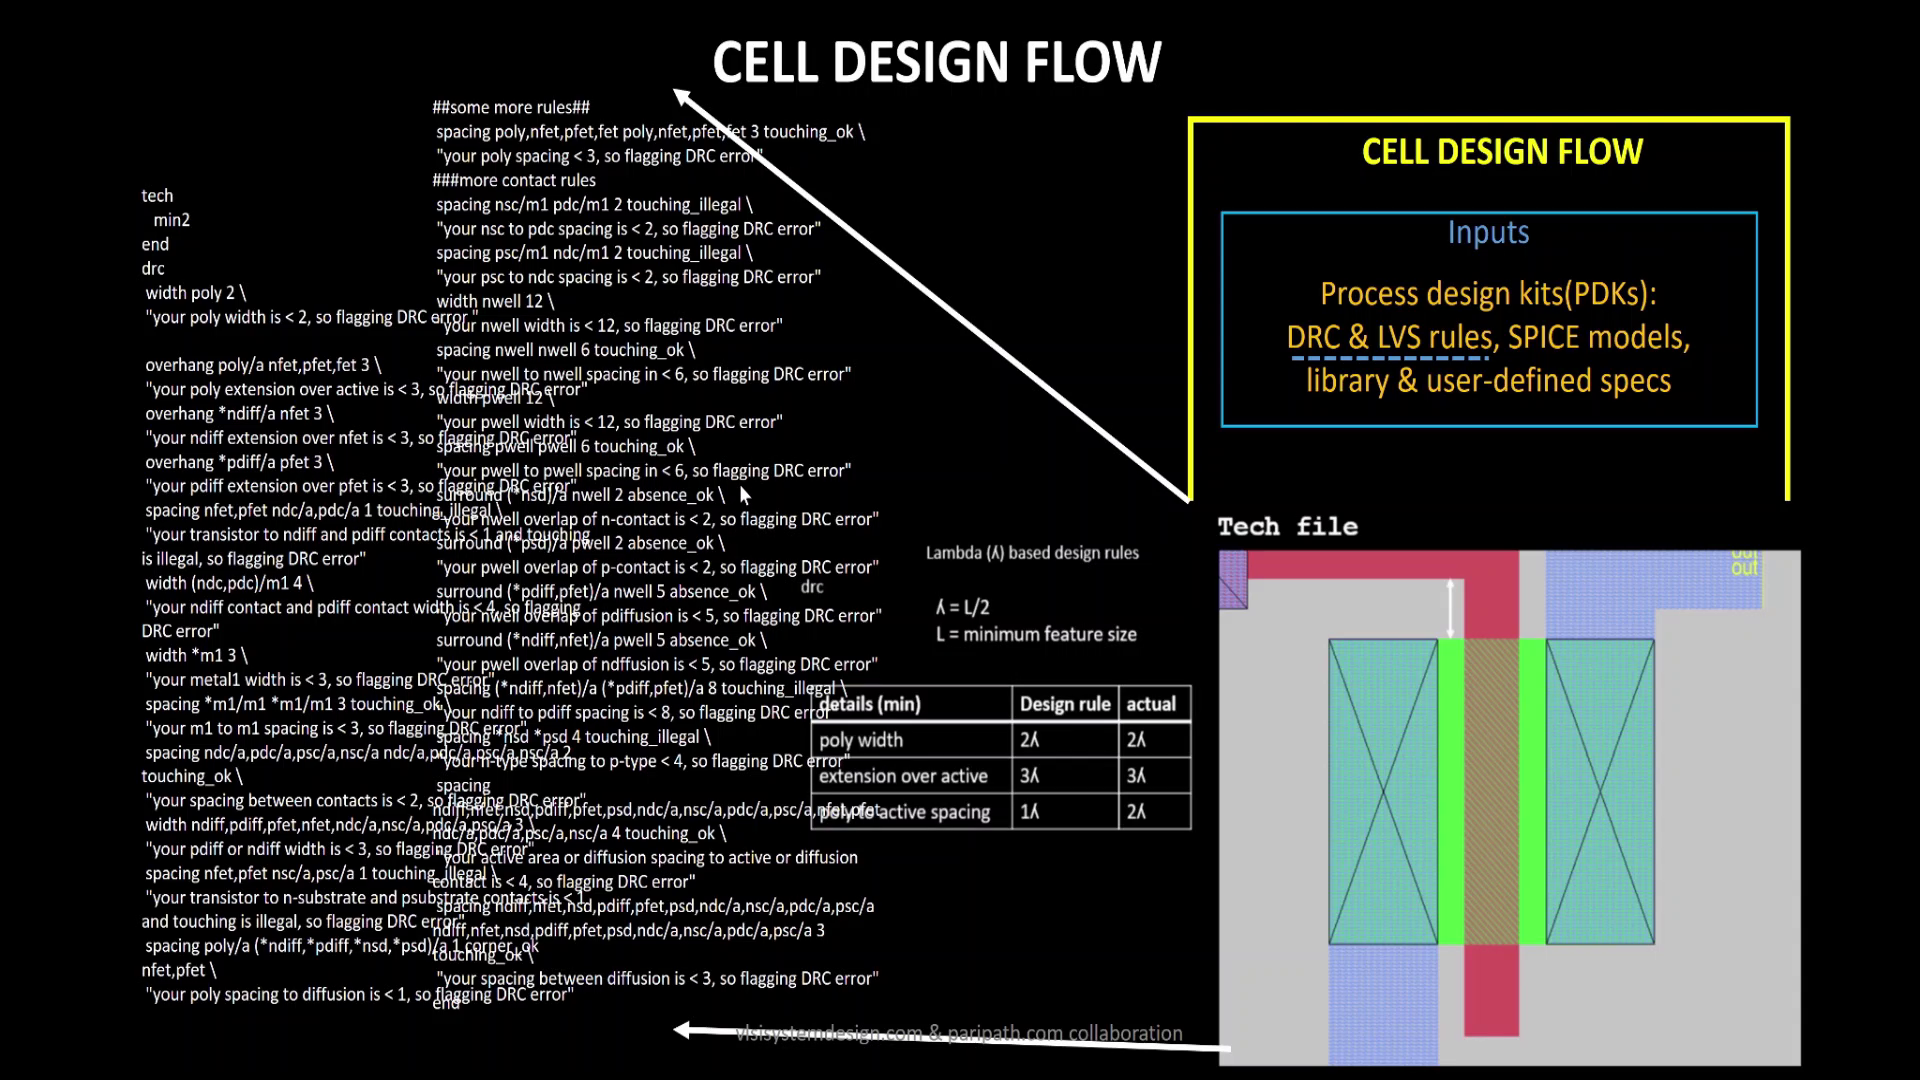 CELL DESIGN FLOW
tech
min2
end
drc
width poly 2 \
"your poly width is < 2, so flagging DRC error "
overhang poly/a nfet,pfet,fet 3 \
"your poly extension over active is < 3, so flagging DRC error"
overhang *ndiff/a nfet 3 \
"your ndiff extension over nfet is < 3, so flagging DRC error"
overhang *pdiff/a pfet 3 \
"your pdiff extension over pfet is < 3, so flagging DRC error"
spacing nfet,pfet ndc/a,pdc/a 1 touching_illegal \
"your transistor to ndiff and pdiff contacts is < 1 and touching
is illegal, so flagging DRC error"
width (ndc,pdc)/m1 4 \
"your ndiff contact and pdiff contact width is < 4, so flagging
DRC error"
width *m1 3 \
"your metal1 width is < 3, so flagging DRC error"
spacing *m1/m1 *m1/m1 3 touching_ok \
"your m1 to m1 spacing is < 3, so flagging DRC error"
spacing ndc/a,pdc/a,psc/a,nsc/a ndc/a,pdc/a,psc/a,nsc/a 2
touching_ok \
"your spacing between contacts is < 2, so flagging DRC error"
width ndiff,pdiff,pfet,nfet,ndc/a,nsc/a,pdc/a,psc/a 3 \
"your pdiff or ndiff width is < 3, so flagging DRC error"
spacing nfet,pfet nsc/a,psc/a 1 touching_illegal \
"your transistor to n-substrate and psubstrate contacts is < 1
and touching is illegal, so flagging DRC error"
spacing poly/a (*ndiff,*pdiff,*nsd,*psd)/a 1 corner_ok
nfet,pfet \
"your poly spacing to diffusion is < 1, so flagging DRC error"
##some more rules##
spacing poly,nfet,pfet,fet poly,nfet,pfet,fet 3 touching_ok \
"your poly spacing < 3, so flagging DRC error"
###more contact rules
spacing nsc/m1 pdc/m1 2 touching_illegal \
"your nsc to pdc spacing is < 2, so flagging DRC error"
spacing psc/m1 ndc/m1 2 touching_illegal \
"your psc to ndc spacing is < 2, so flagging DRC error"
width nwell 12 \
"your nwell width is < 12, so flagging DRC error"
spacing nwell nwell 6 touching_ok \
"your nwell to nwell spacing in < 6, so flagging DRC error"
width pwell 12 \
"your pwell width is < 12, so flagging DRC error"
spacing pwell pwell 6 touching_ok \
"your pwell to pwell spacing in < 6, so flagging DRC error"
surround (*nsd)/a nwell 2 absence_ok \
"your nwell overlap of n-contact is < 2, so flagging DRC error"
surround (*psd)/a pwell 2 absence_ok \
"your pwell overlap of p-contact is < 2, so flagging DRC error"
surround (*pdiff,pfet)/a nwell 5 absence_ok \
"your nwell overlap of pdiffusion is < 5, so flagging DRC error"
surround (*ndiff,nfet)/a pwell 5 absence_ok \
"your pwell overlap of ndffusion is < 5, so flagging DRC error"
spacing (*ndiff,nfet)/a (*pdiff,pfet)/a 8 touching_illegal \
"your ndiff to pdiff spacing is < 8, so flagging DRC error"
spacing *nsd *psd 4 touching_illegal \
"your n-type spacing to p-type < 4, so flagging DRC error"
spacing
ndiff,nfet,nsd,pdiff,pfet,psd,ndc/a,nsc/a,pdc/a,psc/a,nfet,pfet
ndc/a,pdc/a,psc/a,nsc/a 4 touching_ok \
"your active area or diffusion spacing to active or diffusion
contact is < 4, so flagging DRC error"
spacing ndiff,nfet,nsd,pdiff,pfet,psd,ndc/a,nsc/a,pdc/a,psc/a
ndiff,nfet,nsd,pdiff,pfet,psd,ndc/a,nsc/a,pdc/a,psc/a 3
touching_ok \
"your spacing between diffusion is < 3, so flagging DRC error"
end
drc
Lambda (ʎ) based design rules
ʎ = L/2
L = minimum feature size
details (min) Design rule actual
poly width 2ʎ 2ʎ
extension over active 3ʎ 3ʎ
poly to active spacing 1ʎ 2ʎ
CELL DESIGN FLOW
Inputs
Process design kits(PDKs):
DRC & LVS rules, SPICE models,
library & user-defined specs
Tech file
out
out
vlsisystemdesign.com & paripath.com collaboration